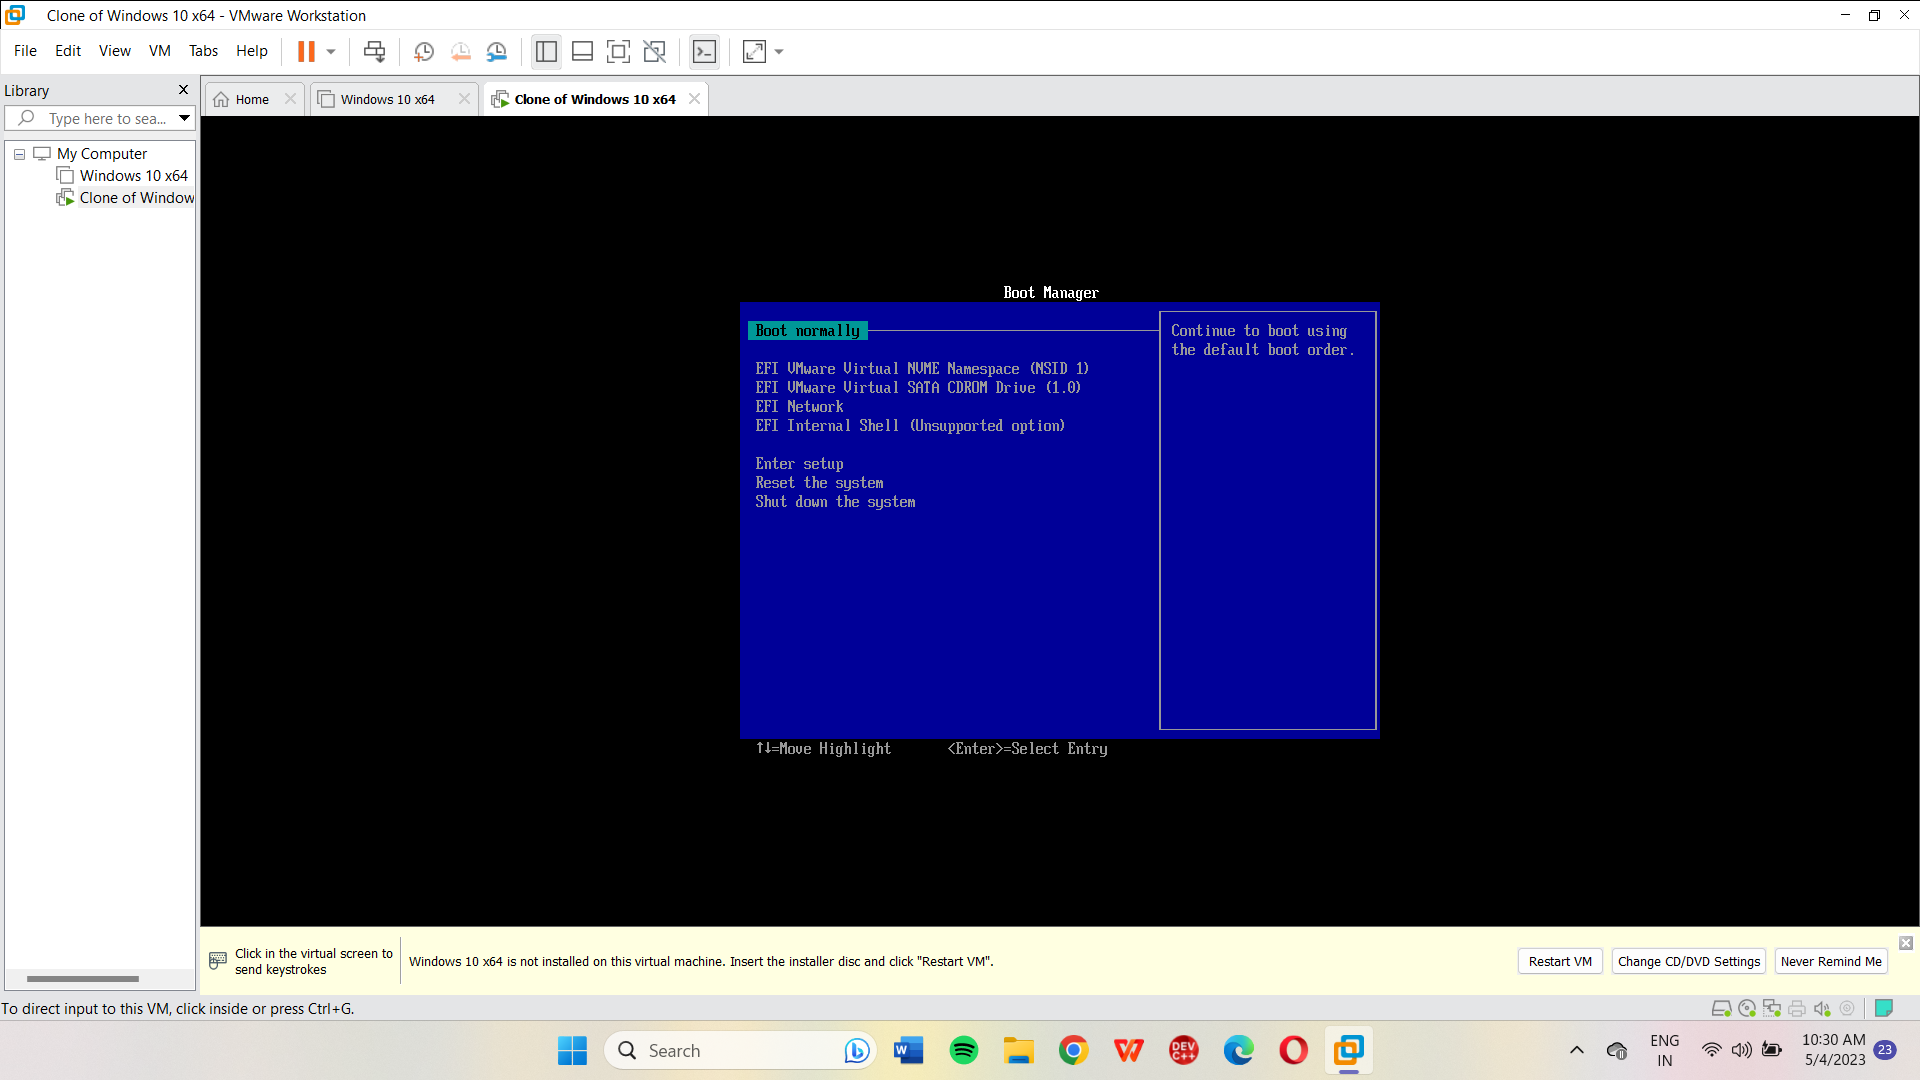 Clone of Windows 10 x64 - VMware Workstation
File Edit View VM Tabs Help
Library
Type here to sea...
Home
Windows 10 x64
Clone of Windows 10 x64
My Computer
Windows 10 x64
Clone of Window
Boot Manager
Boot normally
EFI VMware Virtual NVME Namespace (NSID 1)
EFI VMware Virtual SATA CDROM Drive (1.0)
EFI Network
EFI Internal Shell (Unsupported option)
Enter setup
Reset the system
Shut down the system
Continue to boot using
the default boot order.
↑↓=Move Highlight <Enter>=Select Entry
Click in the virtual screen to
send keystrokes
Windows 10 x64 is not installed on this virtual machine. Insert the installer disc and click "Restart VM".
Restart VM
Change CD/DVD Settings
Never Remind Me
To direct input to this VM, click inside or press Ctrl+G.
Search
W
DEV
C++
ENG
IN
10:30 AM
5/4/2023
23